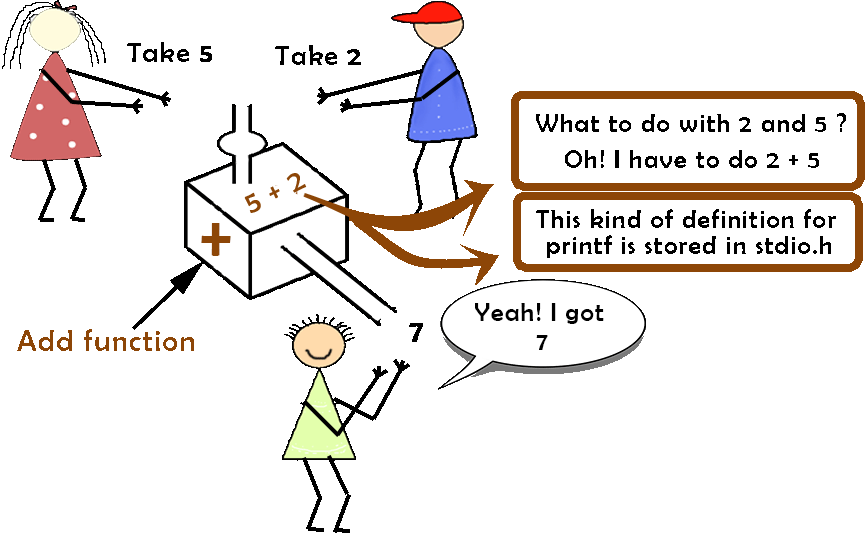 Take 5
Take 2
What to do with 2 and 5 ?
Oh! I have to do 2 + 5
5 + 2
+
This kind of definition for
printf is stored in stdio.h
Add function
7
Yeah! I got
7